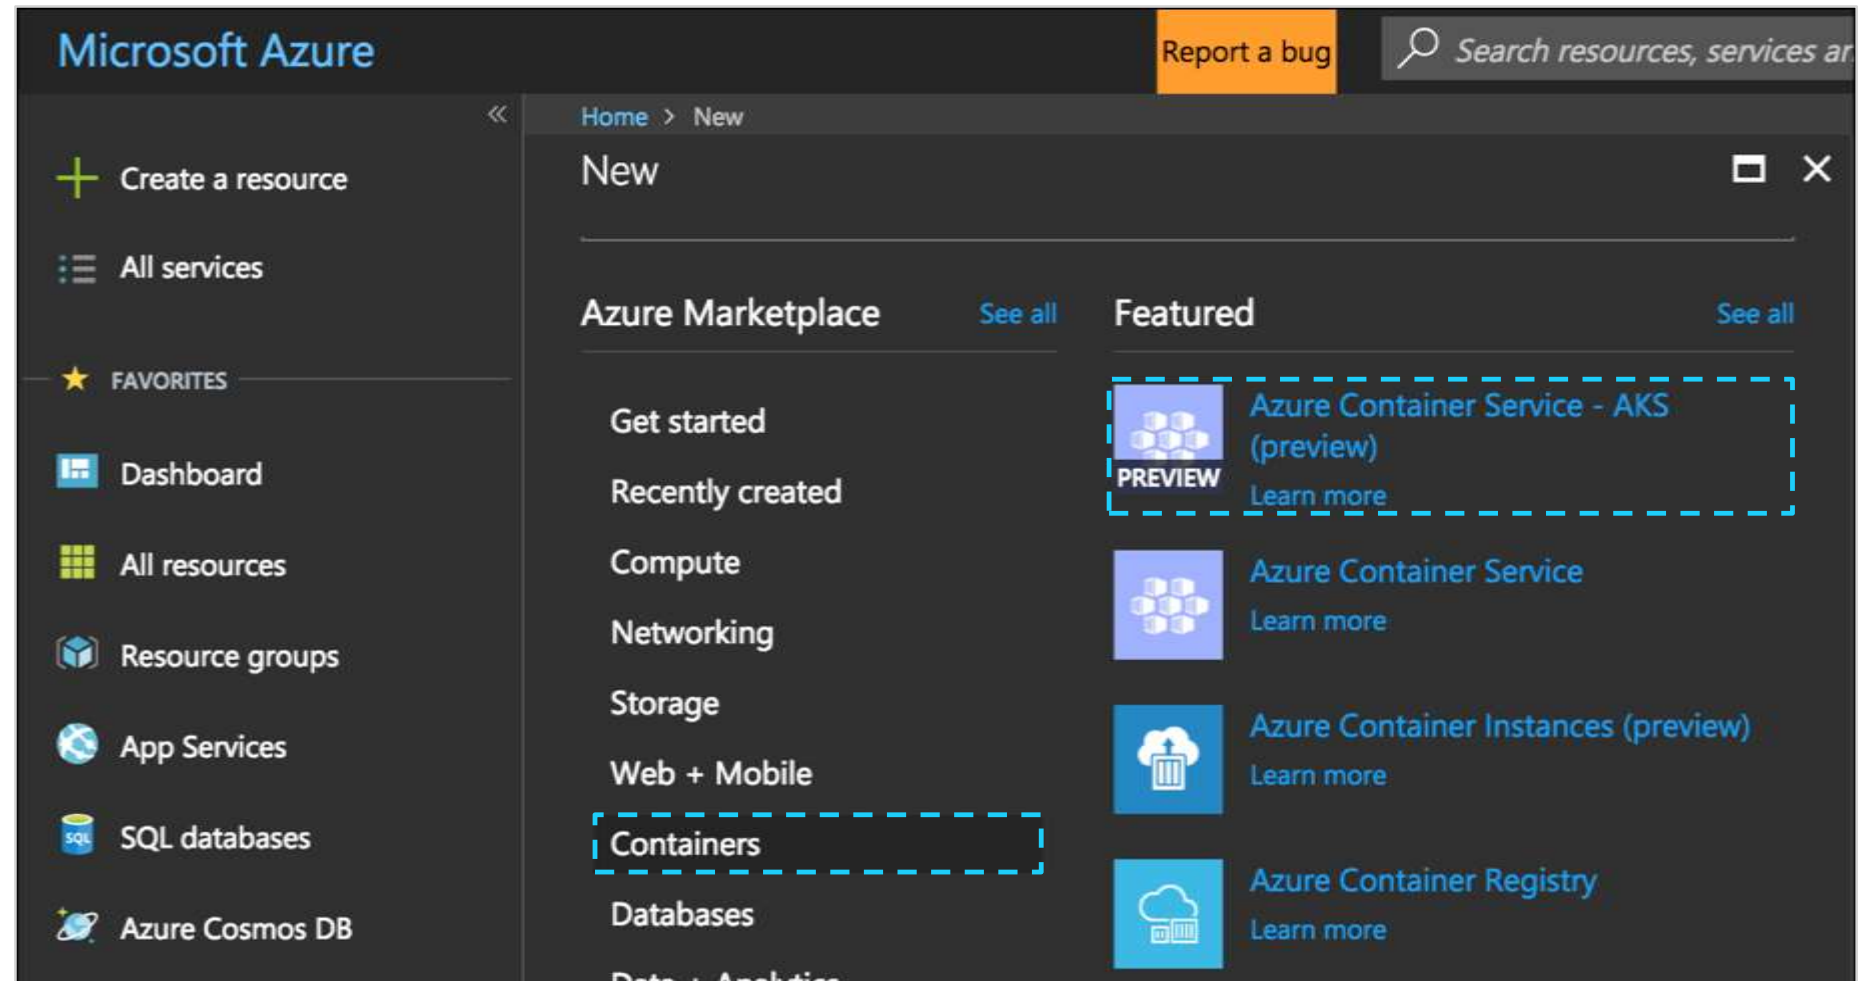 Microsoft Azure
Report a bug
Search resources, services
«
Home > New
Create a resource
New
All services
Azure Marketplace
See all
Featured
See all
FAVORITES
Get started
Recently created
Compute
Networking
Storage
Web + Mobile
Containers
Databases
Azure Container Service - AKS
(preview)
PREVIEW
Learn more
Azure Container Service
Learn more
Azure Container Instances (preview)
Learn more
Azure Container Registry
Learn more
Dashboard
All resources
Resource groups
App Services
SQL
SQL databases
Azure Cosmos DB